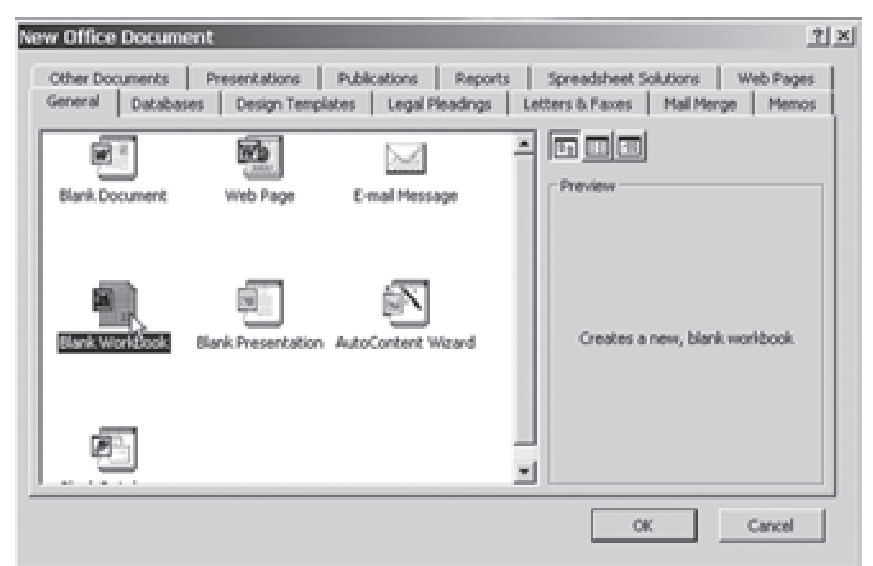 New Office Document
Other Documents Presentations Publications Reports Spreadsheet Solutions Web Pages
General Databases Design Templates Legal Pleadings Letters & Faxes Mail Merge Memos
Blank Document Web Page E-mail Message
Preview
Blank Workbook Blank Presentation AutoContent Wizard
Creates a new, blank workbook
OK Cancel